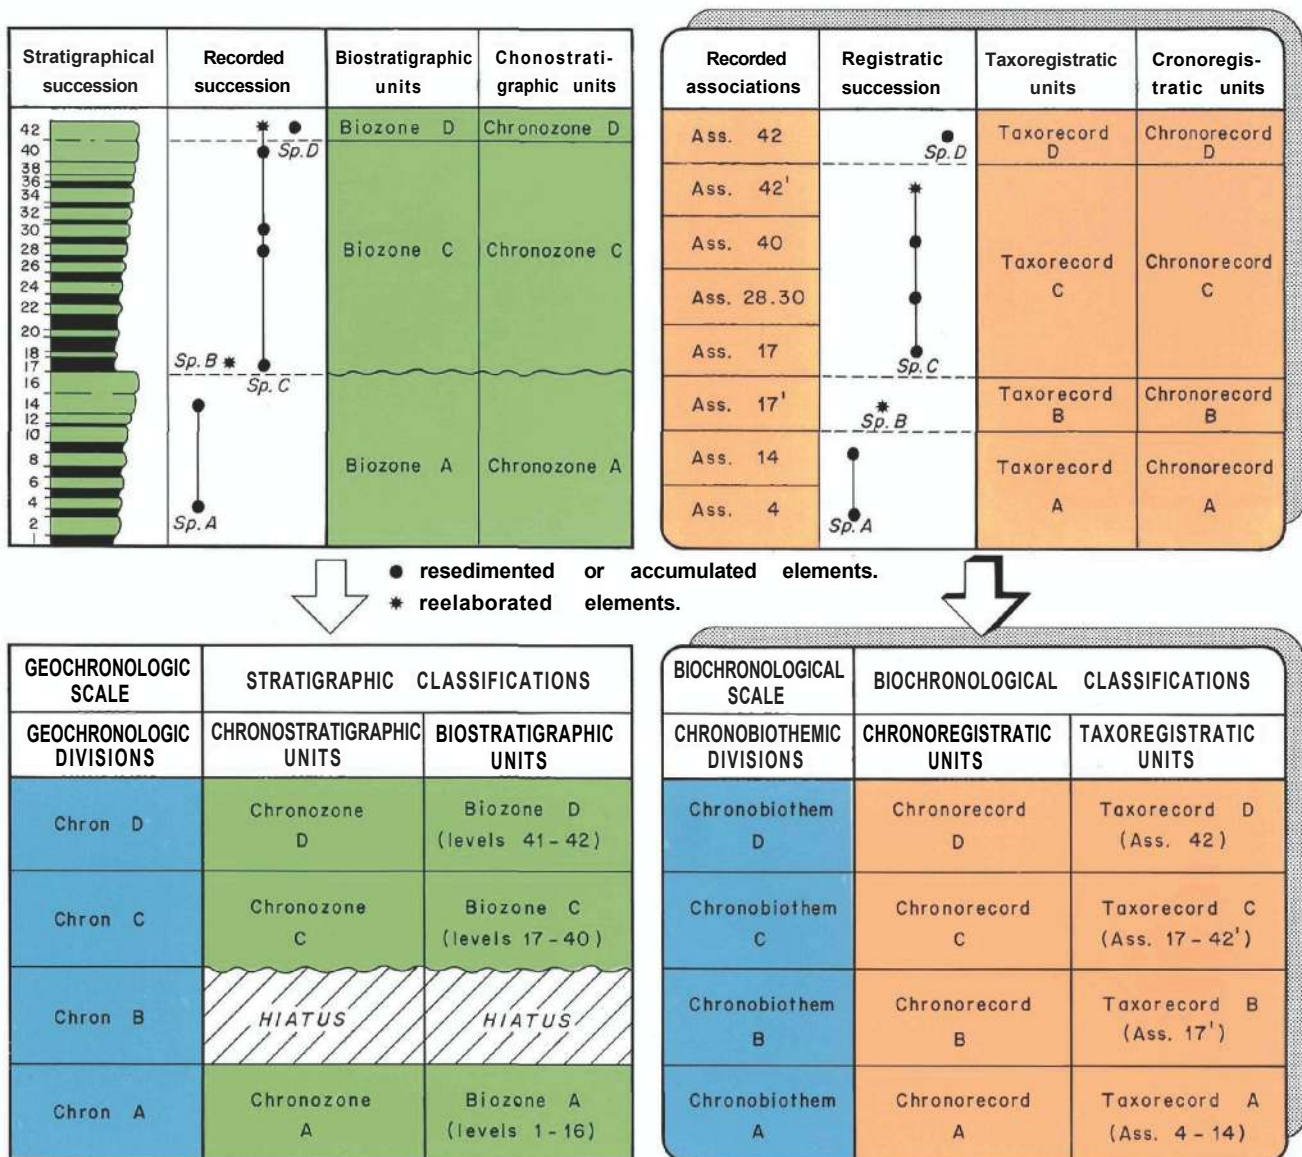 Stratigraphical
succession
Recorded
succession
Biostratigraphic
units
Chonostrati-
graphic units
42
40
38
36
34
32
30
28
26
24
22
20
18
17
16
14
12
10
8
6
4
2
1
Sp. D
Sp. B
Sp. C
Sp. A
Biozone D
Chronozone D
Biozone C
Chronozone C
Biozone A
Chronozone A
Recorded
associations
Registratic
succession
Taxoregistratic
units
Cronoregis-
tratic units
Ass. 42
Ass. 42'
Ass. 40
Ass. 28.30
Ass. 17
Ass. 17'
Ass. 14
Ass. 4
Sp. D
Sp. C
Sp. B
Sp. A
Taxorecord
D
Chronorecord
D
Taxorecord
C
Chronorecord
C
Taxorecord
B
Chronorecord
B
Taxorecord
A
Chronorecord
A
● resedimented or accumulated elements.
✷ reelaborated elements.
GEOCHRONOLOGIC
SCALE
STRATIGRAPHIC CLASSIFICATIONS
GEOCHRONOLOGIC
DIVISIONS
CHRONOSTRATIGRAPHIC
UNITS
BIOSTRATIGRAPHIC
UNITS
Chron D
Chronozone
D
Biozone D
(levels 41-42)
Chron C
Chronozone
C
Biozone C
(levels 17-40)
Chron B
HIATUS
HIATUS
Chron A
Chronozone
A
Biozone A
(levels 1-16)
BIOCHRONOLOGICAL
SCALE
BIOCHRONOLOGICAL CLASSIFICATIONS
CHRONOBIOTHEMIC
DIVISIONS
CHRONOREGISTRATIC
UNITS
TAXOREGISTRATIC
UNITS
Chronobiothem
D
Chronorecord
D
Taxorecord D
(Ass. 42)
Chronobiothem
C
Chronorecord
C
Taxorecord C
(Ass. 17-42')
Chronobiothem
B
Chronorecord
B
Taxorecord B
(Ass. 17')
Chronobiothem
A
Chronorecord
A
Taxorecord A
(Ass. 4-14)